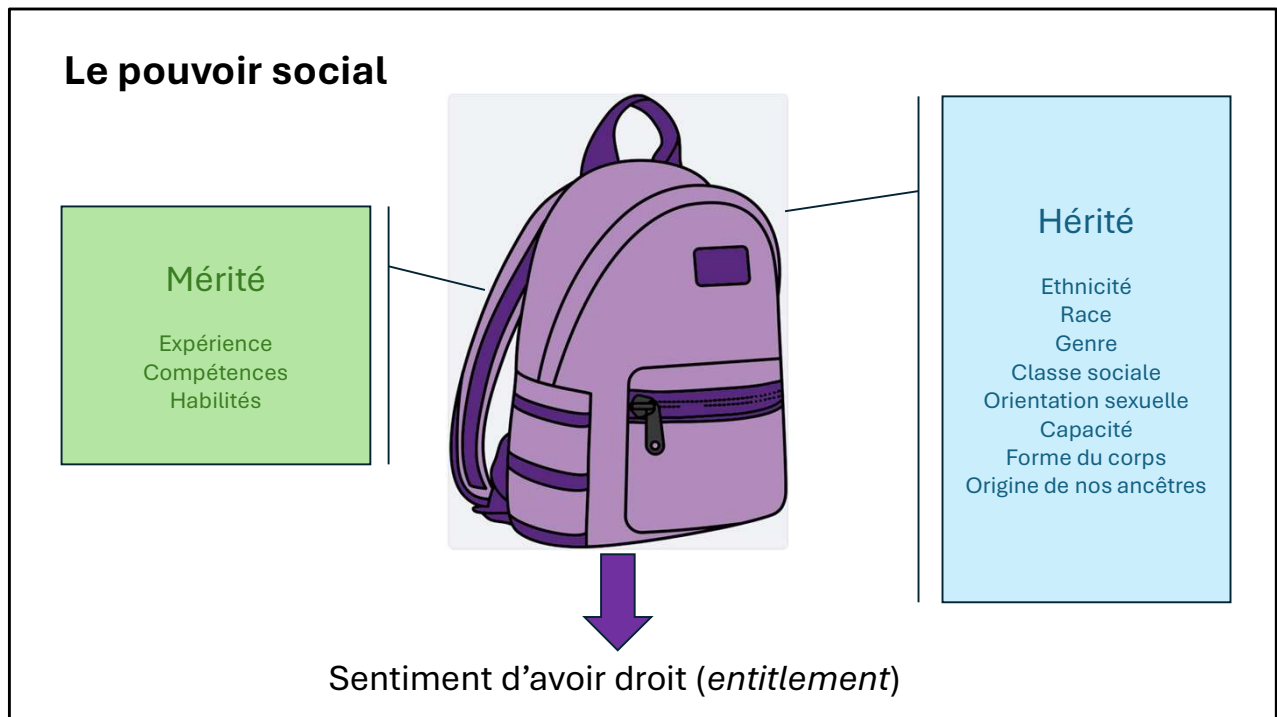 Le pouvoir social
Mérité
Expérience
Compétences
Habilités
Hérité
Ethnicité
Race
Genre
Classe sociale
Orientation sexuelle
Capacité
Forme du corps
Origine de nos ancêtres
Sentiment d’avoir droit (entitlement)